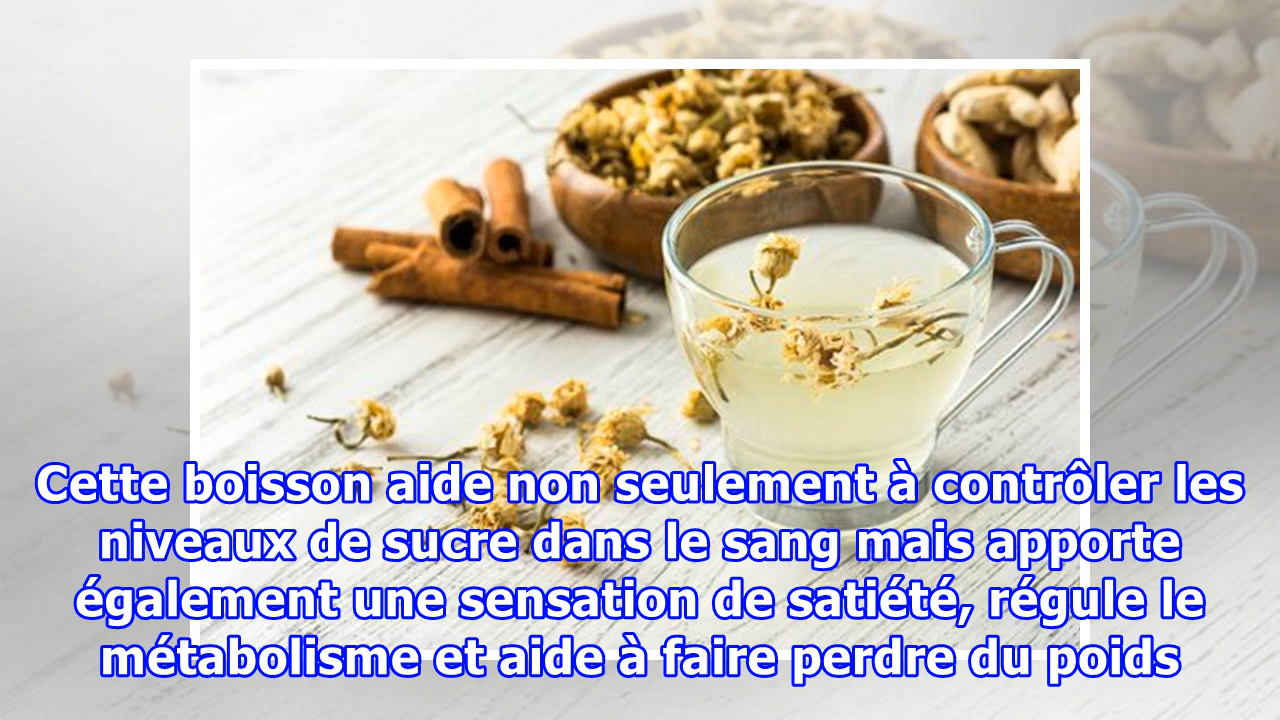 Cette boisson aide non seulement à contrôler les
niveaux de sucre dans le sang mais apporte
également une sensation de satiété, régule le
métabolisme et aide à faire perdre du poids